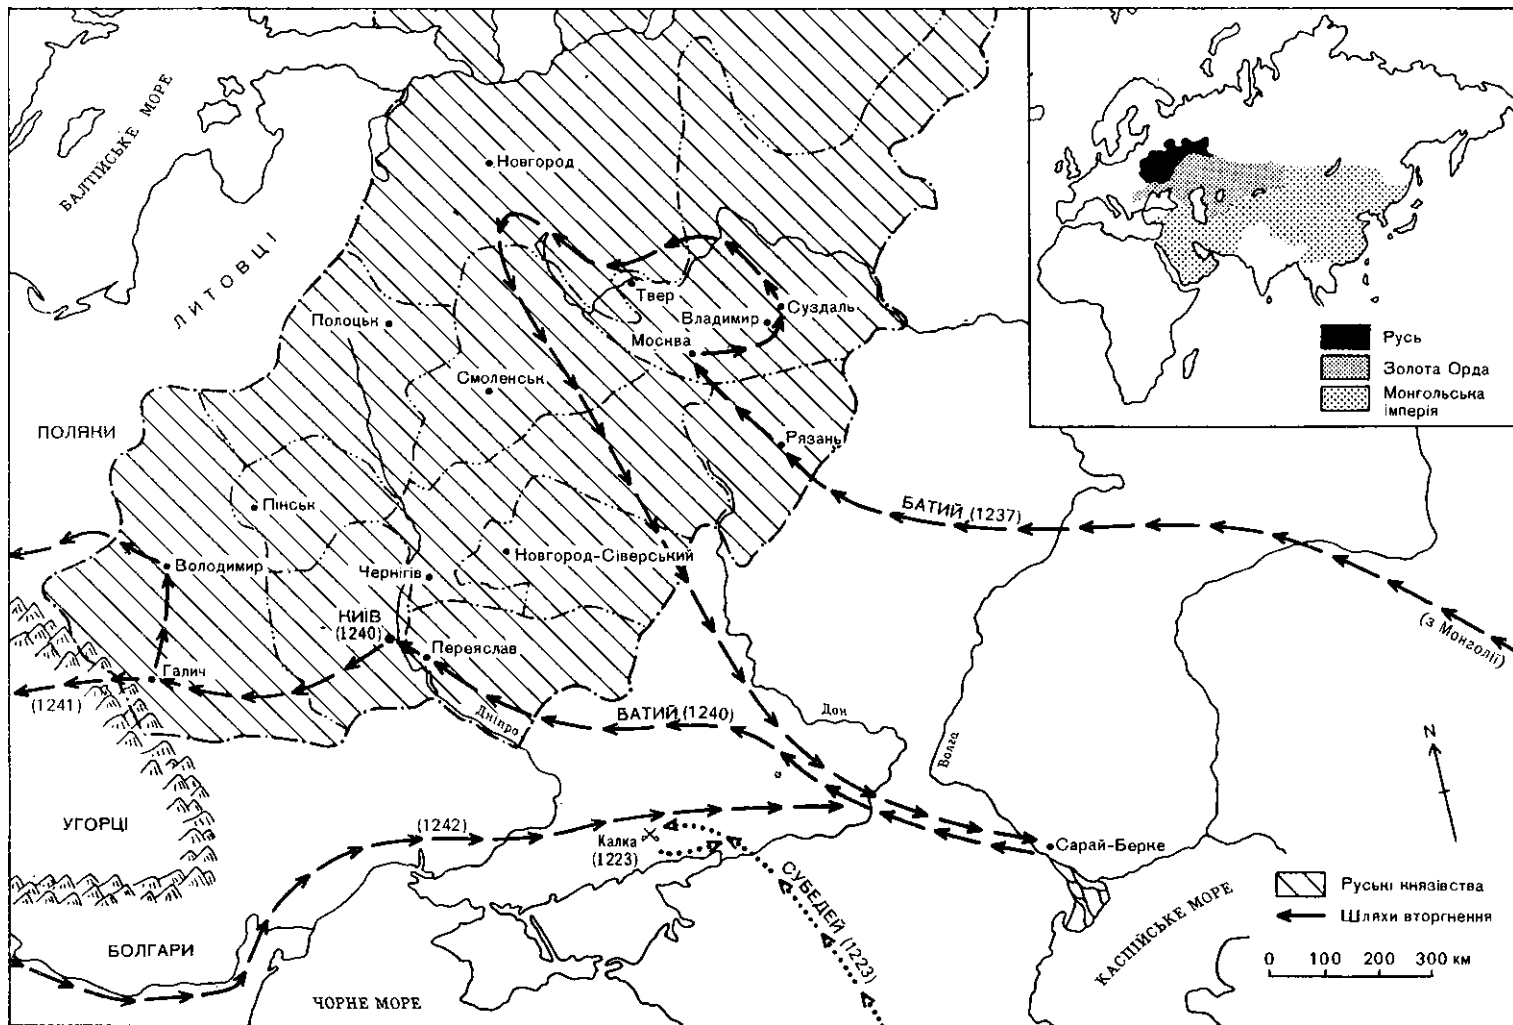 БАЛТІЙСЬКЕ МОРЕ
ЛИТОВЦІ
Новгород
Твер
Суздаль
Владимир
Москва
Полоцьк
Смоленськ
Рязань
ПОЛЯКИ
Пінськ
БАТИЙ (1237)
Новгород-Сіверський
Володимир
Чернігів
КИЇВ
(1240)
Переяслав
(з Монголії)
Галич
(1241)
Дніпро
БАТИЙ (1240)
Дон
Волга
УГОРЦІ
(1242)
Калка
(1223)
Сарай-Берке
СУБЕДЕЙ (1223)
БОЛГАРИ
ЧОРНЕ МОРЕ
КАСПІЙСЬКЕ МОРЕ
N
Русь
Золота Орда
Монгольська
імперія
Руські князівства
Шляхи вторгнення
0 100 200 300 км